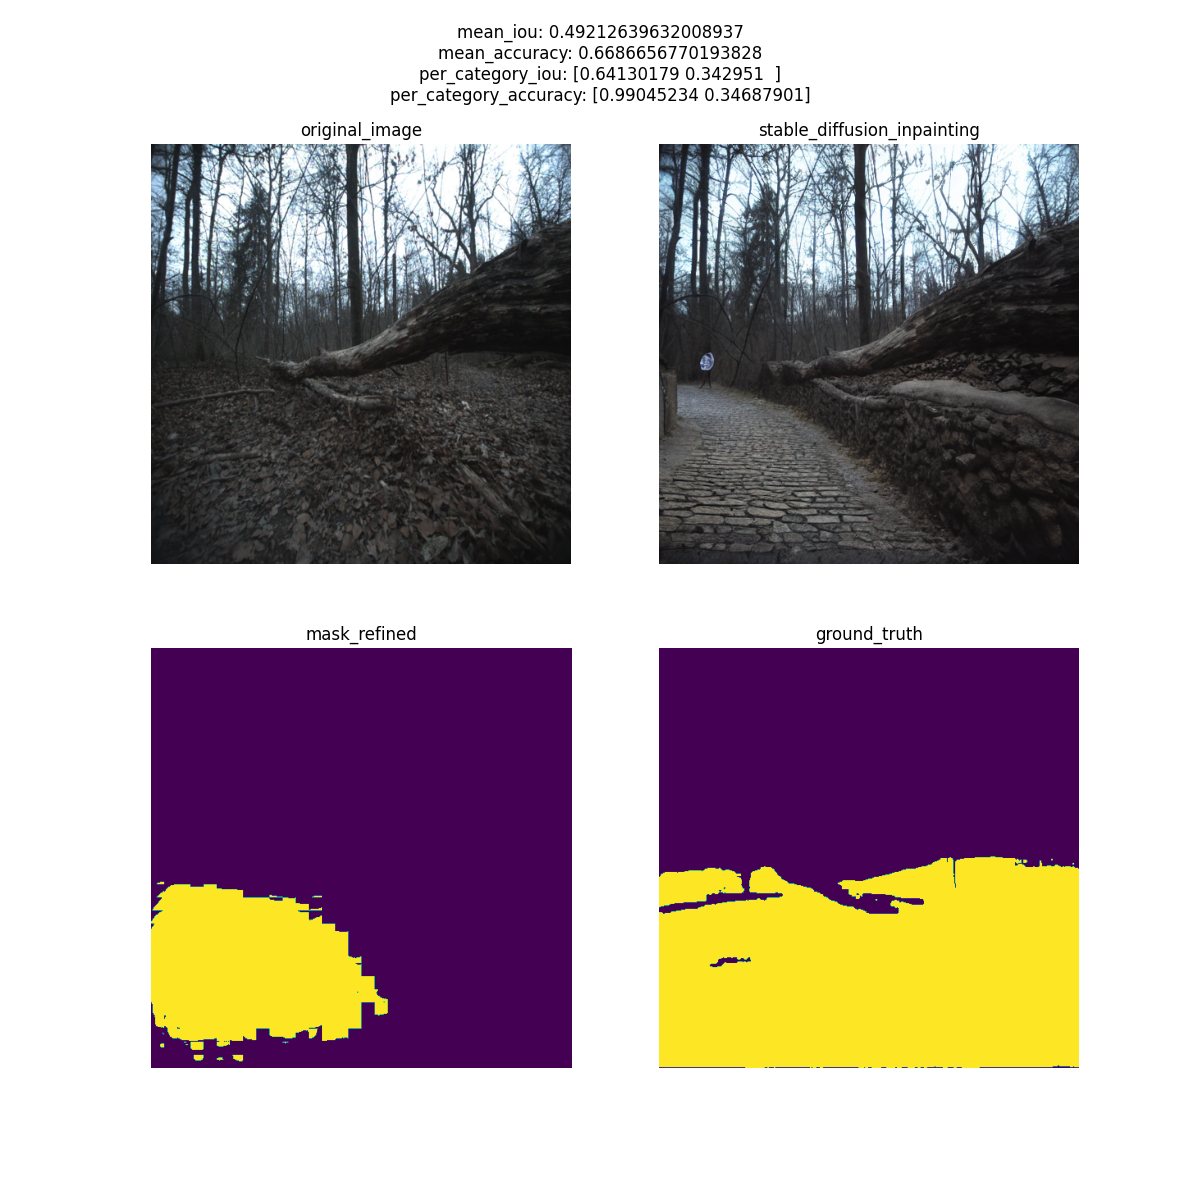 mean_iou: 0.49212639632008937
mean_accuracy: 0.6686656770193828
per_category_iou: [0.64130179 0.342951  ]
per_category_accuracy: [0.99045234 0.34687901]
original_image
stable_diffusion_inpainting
mask_refined
ground_truth